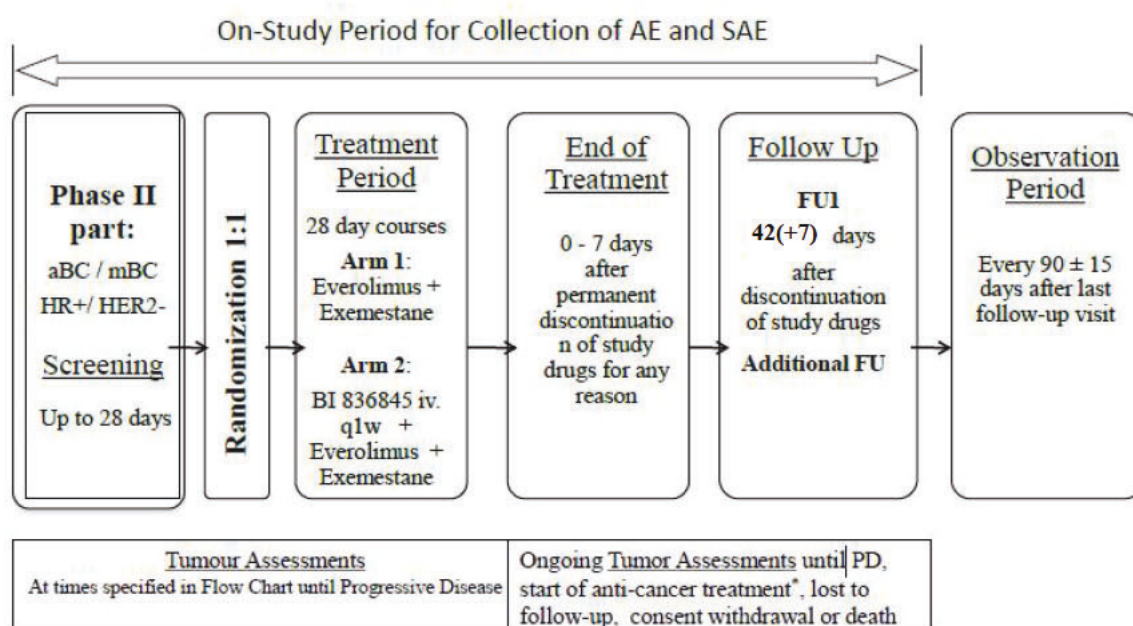 On-Study Period for Collection of AE and SAE
Phase II
part:
aBC / mBC
HR+/ HER2-
Screening
Up to 28 days
Randomization 1:1
Treatment
Period
28 day courses
Arm 1:
Everolimus +
Exemestane
Arm 2:
BI 836845 iv.
q1w +
Everolimus +
Exemestane
End of
Treatment
0 - 7 days
after
permanent
discontinuatio
n of study
drugs for any
reason
Follow Up
FU1
42(+7) days
after
discontinuation
of study drugs
Additional FU
Observation
Period
Every 90 ± 15
days after last
follow-up visit
Tumour Assessments
At times specified in Flow Chart until Progressive Disease
Ongoing Tumor Assessments until PD,
start of anti-cancer treatment*, lost to
follow-up, consent withdrawal or death